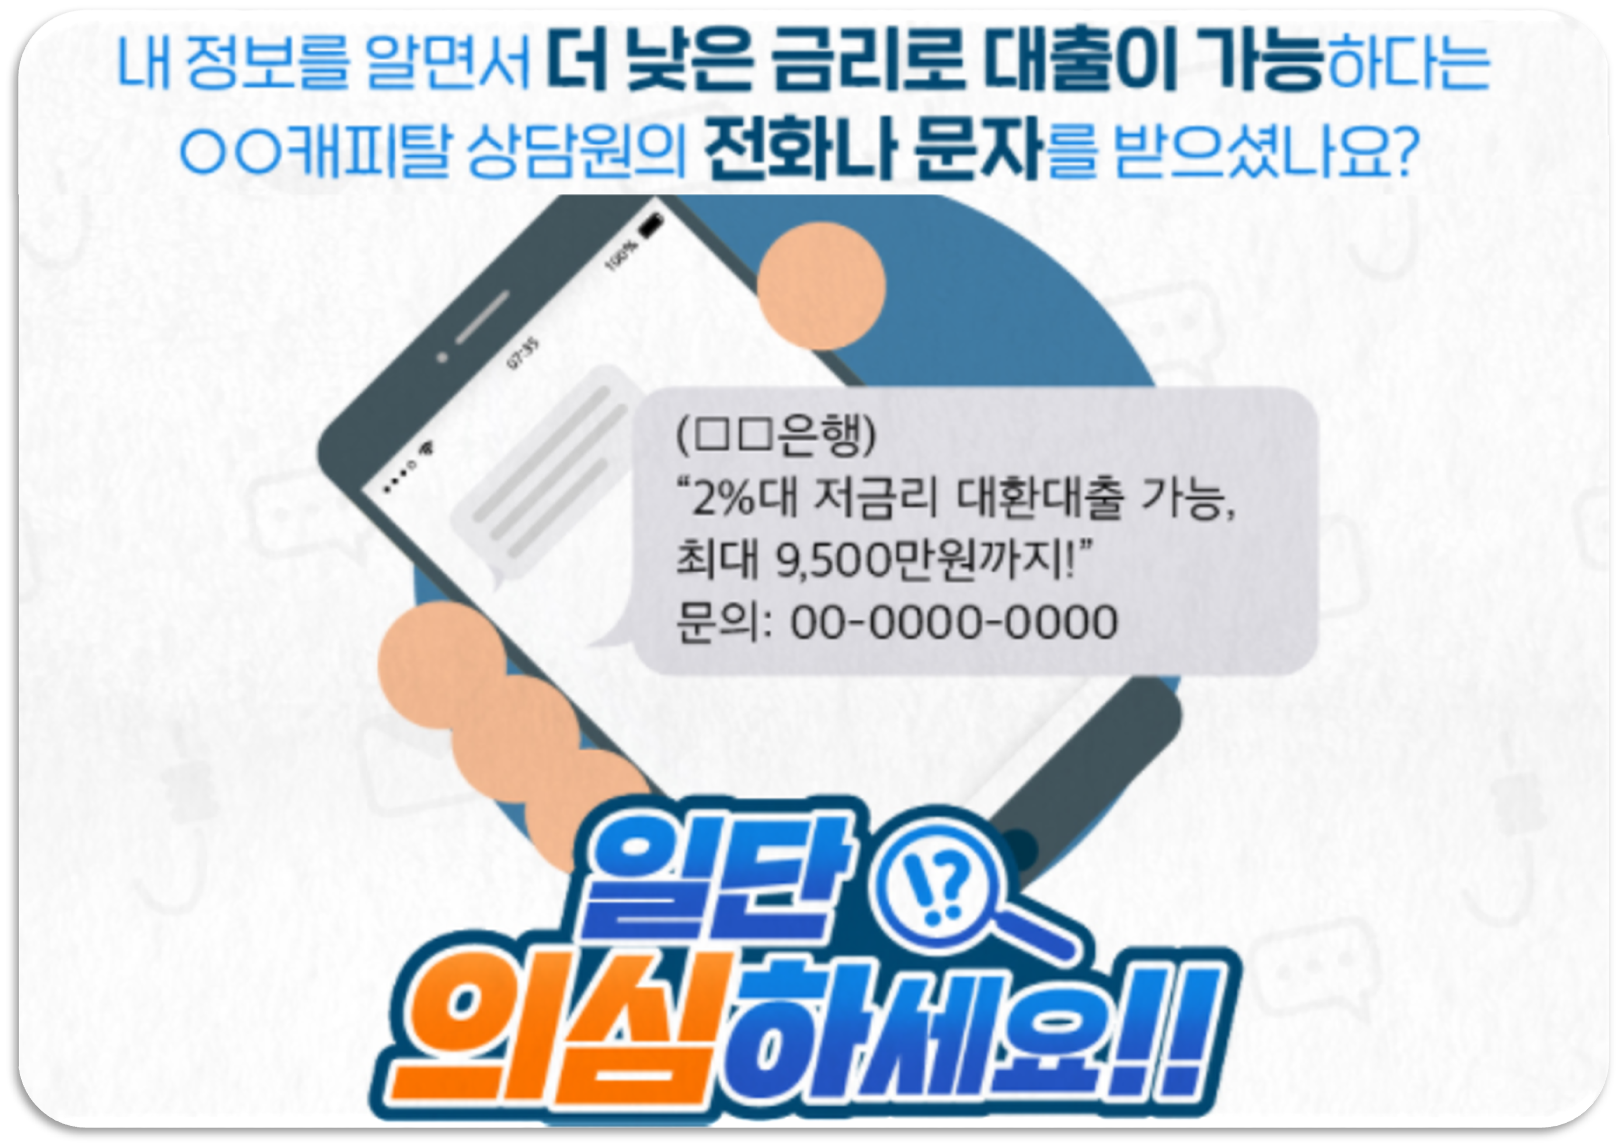 내 정보를 알면서 더 낮은 금리로 대출이 가능하다는
○○캐피탈 상담원의 전화나 문자를 받으셨나요?
100%
07:35
(□□은행)
“2%대 저금리 대환대출 가능,
최대 9,500만원까지!”
문의: 00-0000-0000
일단 !?
의심하세요!!